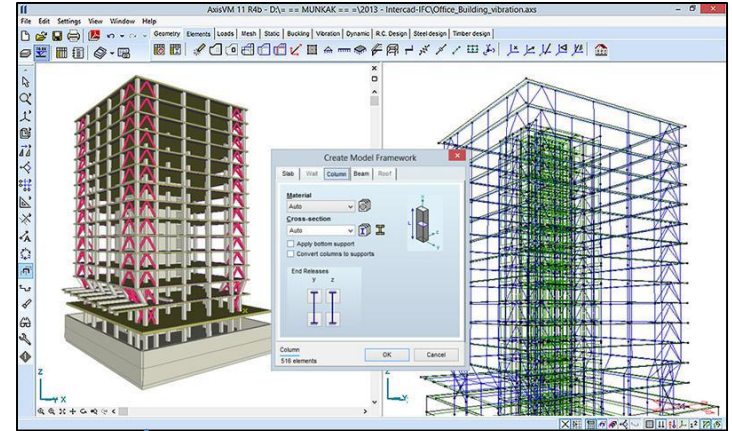 AxisVM 11 R4b - D:\= == MUNKAK == =\2013 - Intercad-IFC\Office_Building_vibration.axs
File Edit Settings View Window Help
Geometry Elements Loads Mesh Static Buckling Vibration Dynamic R.C. Design Steel design Timber design
Create Model Framework
Slab Wall Column Beam Roof
Material
Auto
Cross-section
Auto
Apply bottom support
Convert columns to supports
End Releases
y z
Column
516 elements
OK Cancel
L
x
z
Y
Z
X
Z